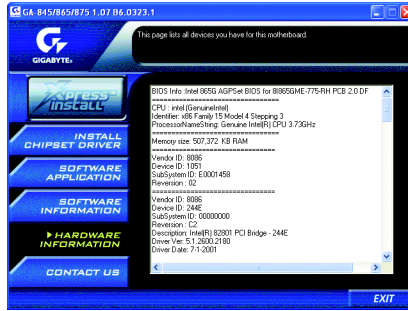 GA-845/865/875 1.07 B6.0323.1
GIGABYTE™
This page lists all devices you have for this motherboard.
Xpress™
Install
INSTALL
CHIPSET DRIVER
SOFTWARE
APPLICATION
SOFTWARE
INFORMATION
HARDWARE
INFORMATION
CONTACT US
BIOS Info :Intel 865G AGPSet BIOS for 8I865GME-775-RH PCB 2.0 DF
================================
CPU : intel (GenuineIntel)
Identifier: x86 Family 15 Model 4 Stepping 3
ProcessorNameString: Genuine Intel(R) CPU 3.73GHz
================================
Memory size: 507,372 KB RAM
================================
Vendor ID: 8086
Device ID: 1051
SubSystem ID: E0001458
Reversion : 02
================================
Vendor ID: 8086
Device ID: 244E
SubSystem ID: 00000000
Reversion : C2
Description: Intel(R) 82801 PCI Bridge - 244E
Driver Ver: 5.1.2600.2180
Driver Date: 7-1-2001
EXIT